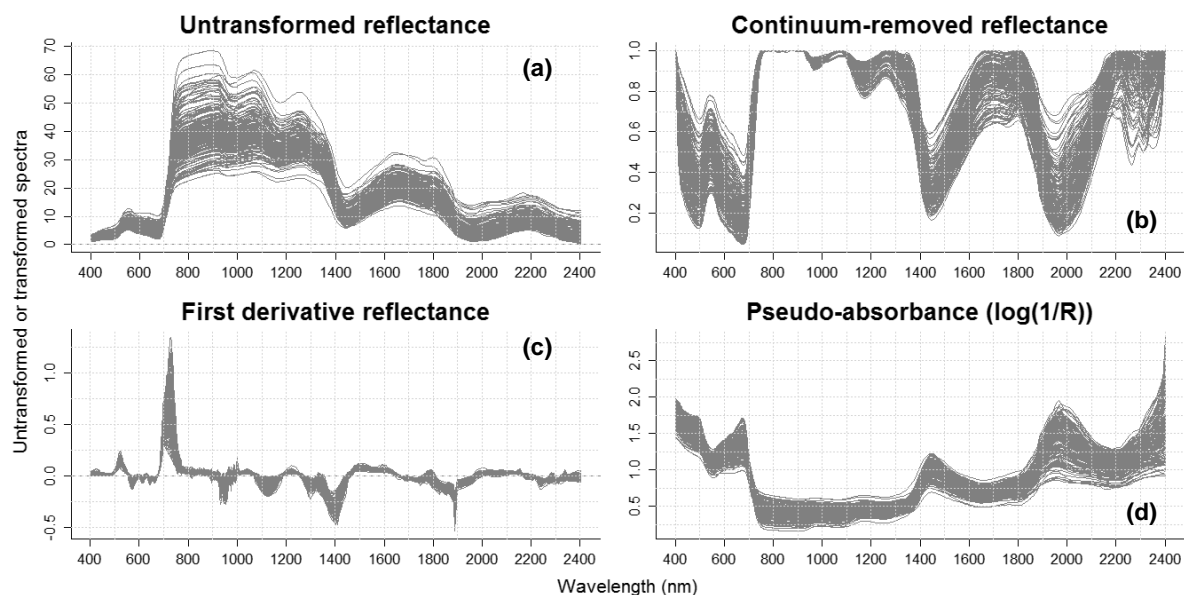 Untransformed reflectance
Continuum-removed reflectance
Untransformed or transformed spectra
70
60
50
40
30
20
10
0
(a)
400 600 800 1000 1200 1400 1600 1800 2000 2200 2400
1.0
0.8
0.6
0.4
0.2
(b)
400 600 800 1000 1200 1400 1600 1800 2000 2200 2400
First derivative reflectance
Pseudo-absorbance (log(1/R))
1.0
0.5
0.0
-0.5
(c)
400 600 800 1000 1200 1400 1600 1800 2000 2200 2400
2.5
2.0
1.5
1.0
0.5
(d)
400 600 800 1000 1200 1400 1600 1800 2000 2200 2400
Wavelength (nm)